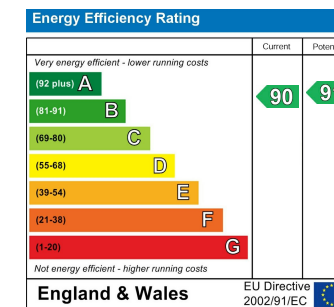 Energy Efficiency Rating
Current
Very energy efficient - lower running costs
(92 plus) A
(81-91) B
90
(69-80) C
(55-68) D
(39-54) E
(21-38) F
(1-20) G
Not energy efficient - higher running costs
England & Wales
EU Directive
2002/91/EC